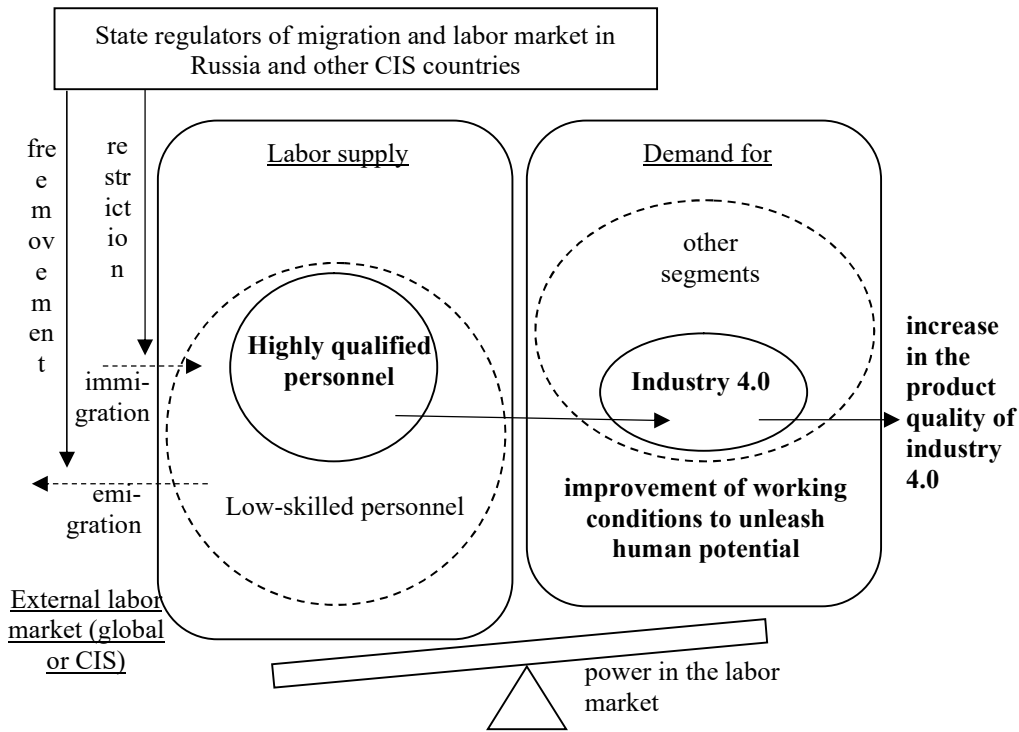 State regulators of migration and labor market in
Russia and other CIS countries
fre
e
m
ov
e
m
en
t
re
str
ict
io
n
Labor supply
Demand for
other
segments
Highly qualified
personnel
Industry 4.0
immi-
gration
increase
in the
product
quality of
industry
4.0
emi-
gration
Low-skilled personnel
improvement of working
conditions to unleash
human potential
External labor
market (global
or CIS)
power in the labor
market